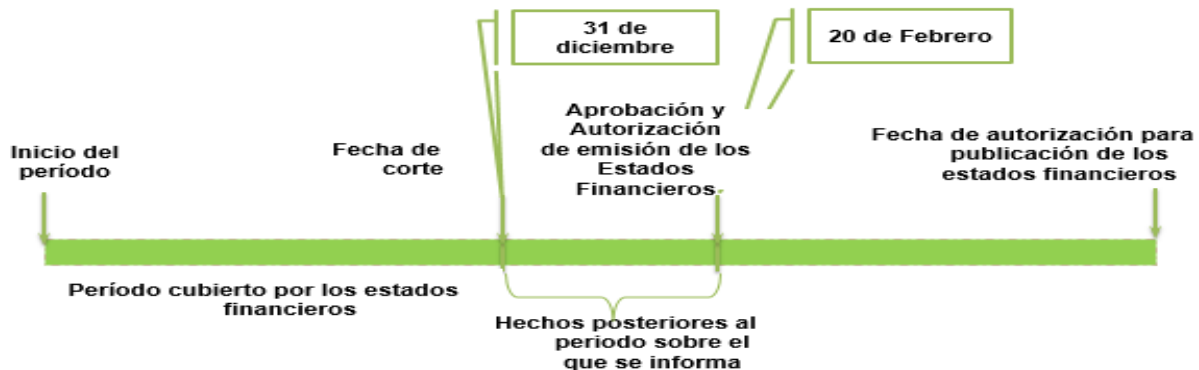 31 de
diciembre
20 de Febrero
Aprobación y
Autorización
de emisión de los
Estados
Financieros.
Fecha de autorización para
publicación de los
estados financieros
Inicio del
período
Fecha de
corte
Período cubierto por los estados
financieros
Hechos posteriores al
periodo sobre el
que se informa